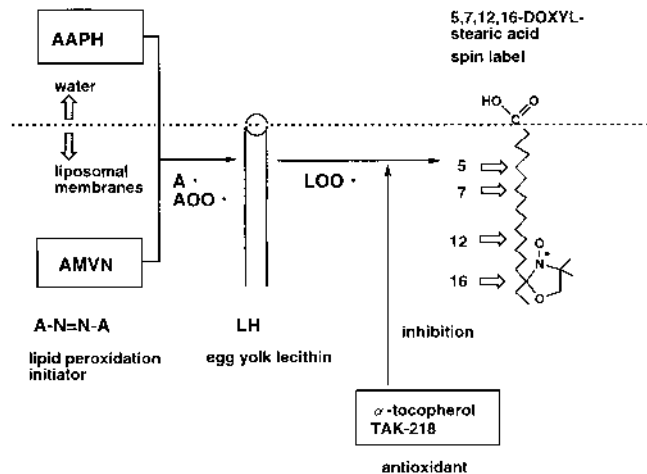 AAPH
water
liposomal
membranes
AMVN
A-N=N-A
lipid peroxidation
initiator
A ·
AOO ·
LH
egg yolk lecithin
LOO ·
inhibition
α-tocopherol
TAK-218
antioxidant
5,7,12,16-DOXYL-
stearic acid
spin label
HO
C
O
5
7
12
16
O
N
O